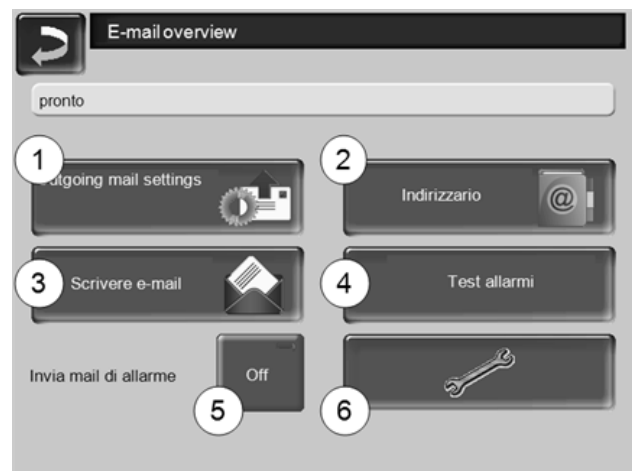 E-mail overview
pronto
1
utgoing mail settings
2
Indirizzario
@
3
Scrivere e-mail
4
Test allarmi
Invia mail di allarme
Off
5
6